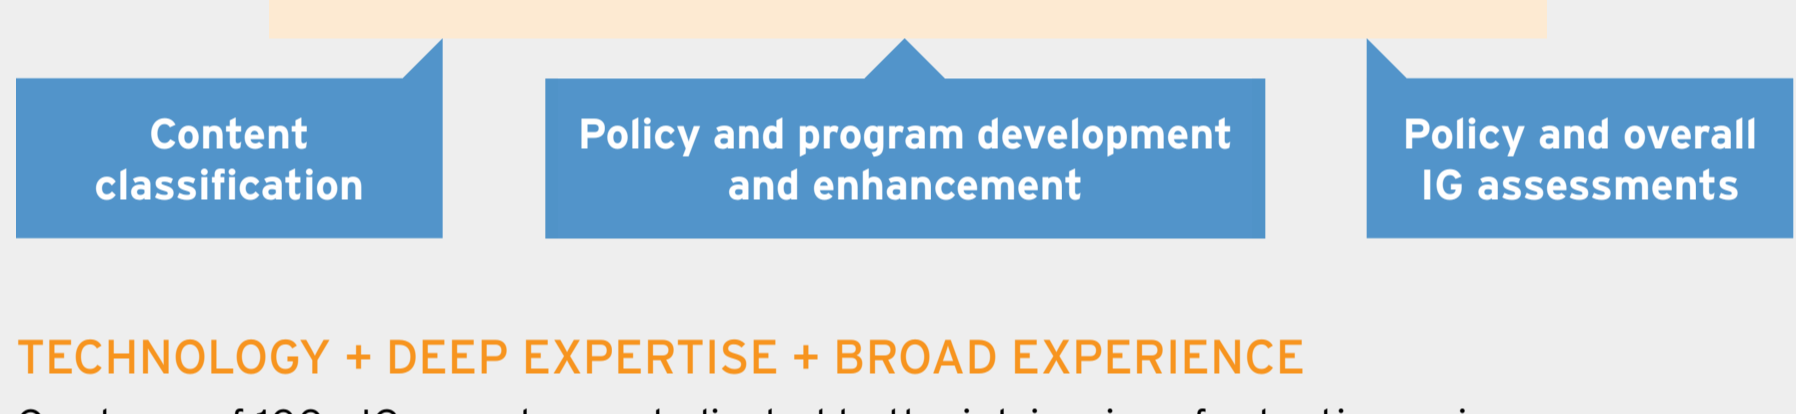 Content
classification
Policy and program development
and enhancement
Policy and overall
IG assessments
TECHNOLOGY + DEEP EXPERTISE + BROAD EXPERIENCE